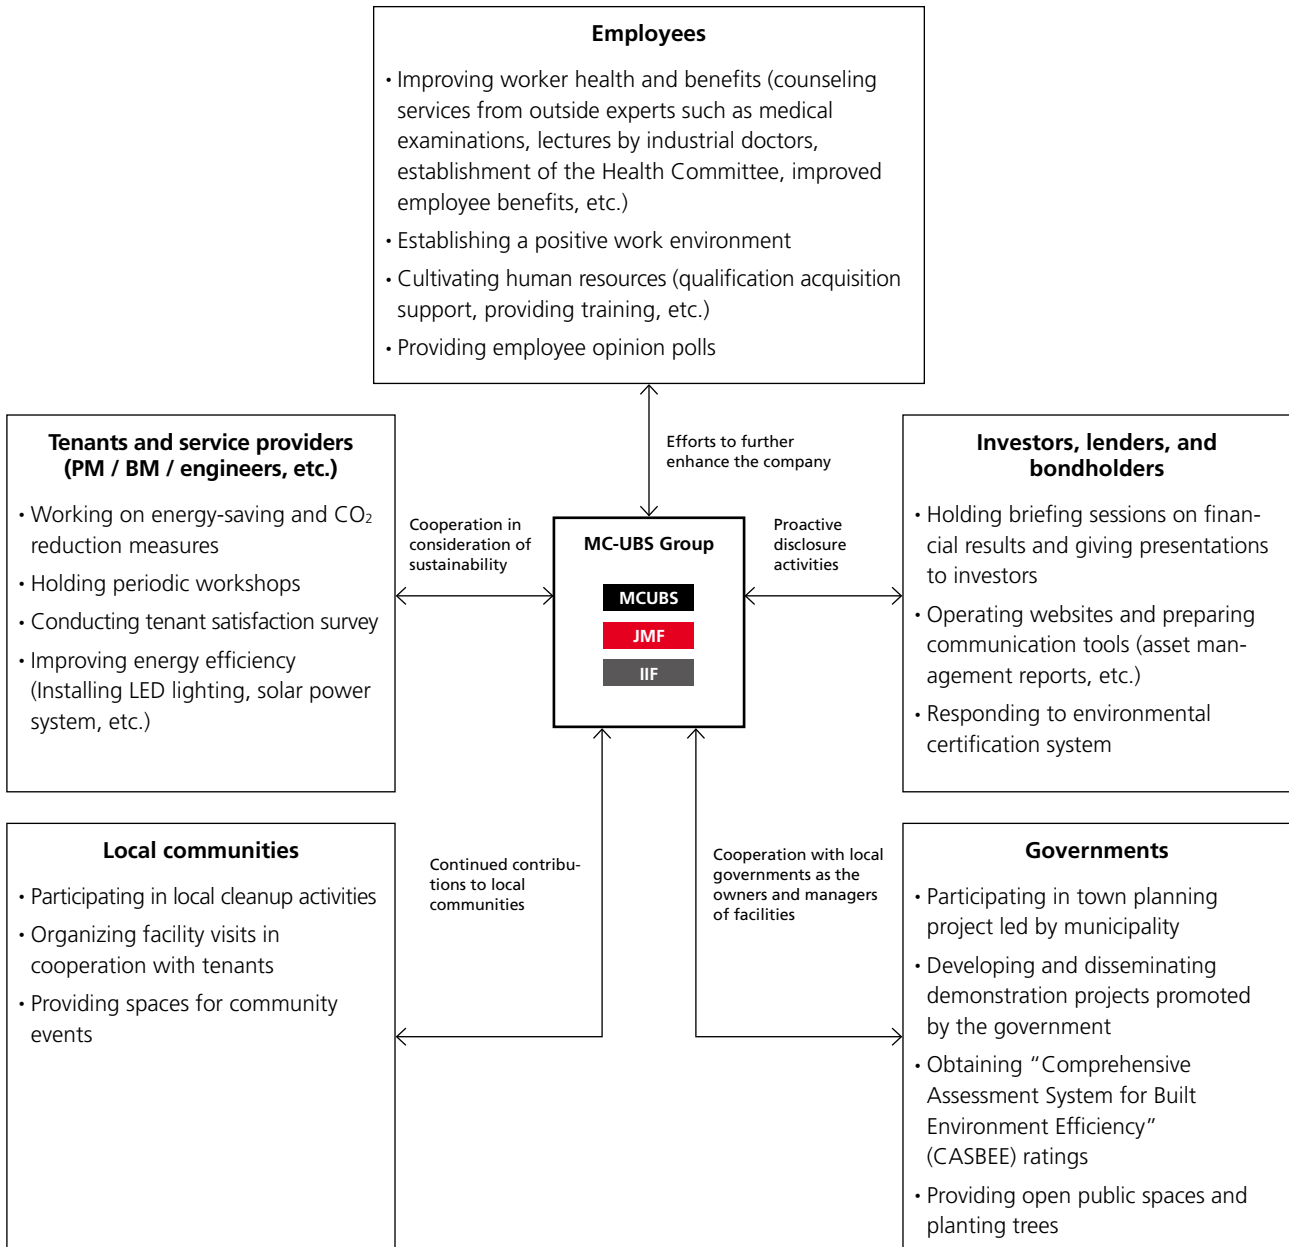 Employees
・Improving worker health and benefits (counseling
services from outside experts such as medical
examinations, lectures by industrial doctors,
establishment of the Health Committee, improved
employee benefits, etc.)
・Establishing a positive work environment
・Cultivating human resources (qualification acquisition
support, providing training, etc.)
・Providing employee opinion polls
Efforts to further
enhance the company
Tenants and service providers
(PM / BM / engineers, etc.)
・Working on energy-saving and CO₂
reduction measures
・Holding periodic workshops
・Conducting tenant satisfaction survey
・Improving energy efficiency
(Installing LED lighting, solar power
system, etc.)
Cooperation in
consideration of
sustainability
MC-UBS Group
MCUBS
JMF
IIF
Proactive
disclosure
activities
Investors, lenders, and
bondholders
・Holding briefing sessions on finan-
cial results and giving presentations
to investors
・Operating websites and preparing
communication tools (asset man-
agement reports, etc.)
・Responding to environmental
certification system
Local communities
・Participating in local cleanup activities
・Organizing facility visits in
cooperation with tenants
・Providing spaces for community
events
Continued contribu-
tions to local
communities
Cooperation with local
governments as the
owners and managers
of facilities
Governments
・Participating in town planning
project led by municipality
・Developing and disseminating
demonstration projects promoted
by the government
・Obtaining “Comprehensive
Assessment System for Built
Environment Efficiency”
(CASBEE) ratings
・Providing open public spaces and
planting trees